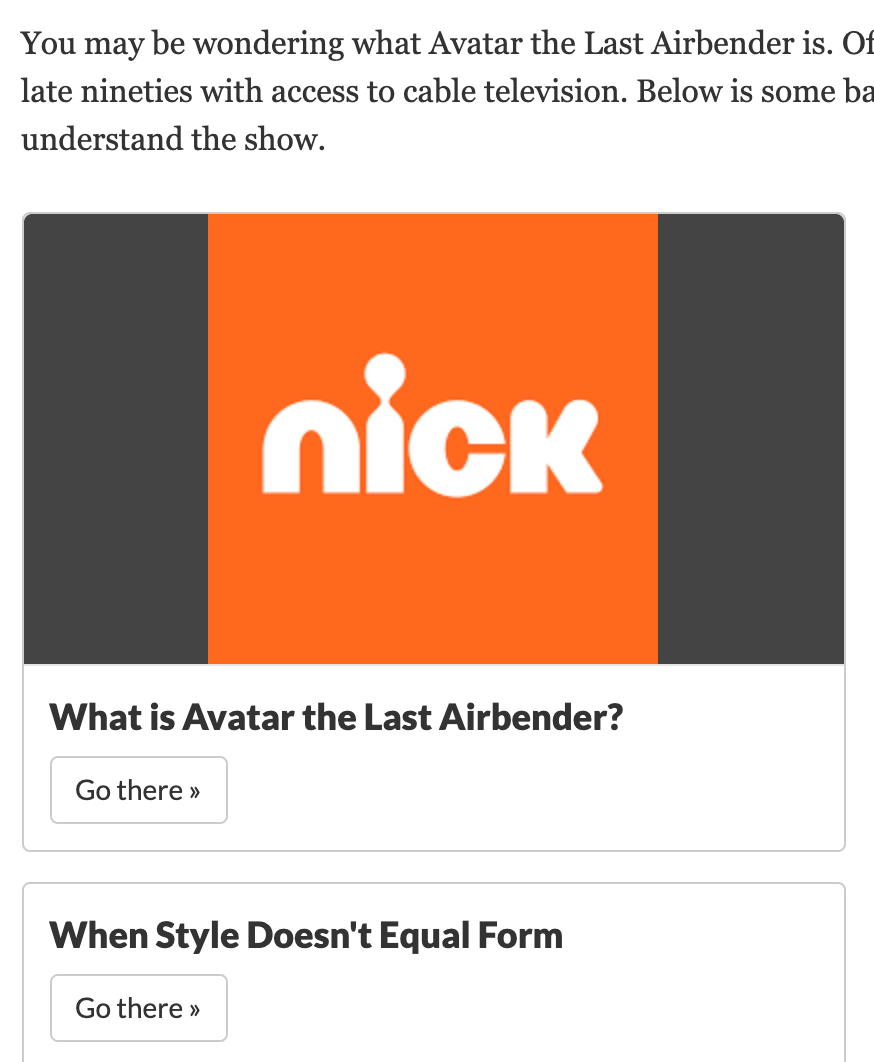 You may be wondering what Avatar the Last Airbender is. Of
late nineties with access to cable television. Below is some ba
understand the show.
nick
What is Avatar the Last Airbender?
Go there »
When Style Doesn't Equal Form
Go there »